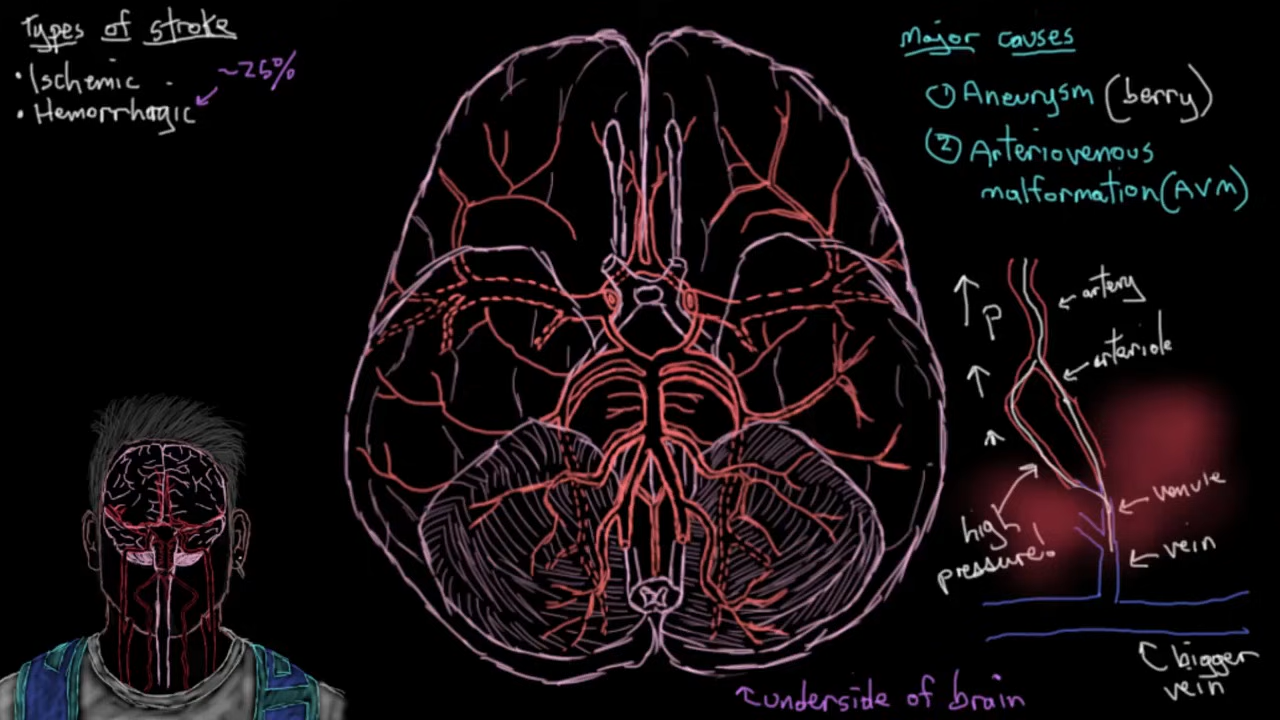 Types of stroke
• Ischemic
~25%
• Hemorrhagic
Major causes
① Aneurysm (berry)
② Arteriovenous
malformation (AVM)
artery
P
arteriole
venule
high
pressure!
vein
bigger
vein
underside of brain